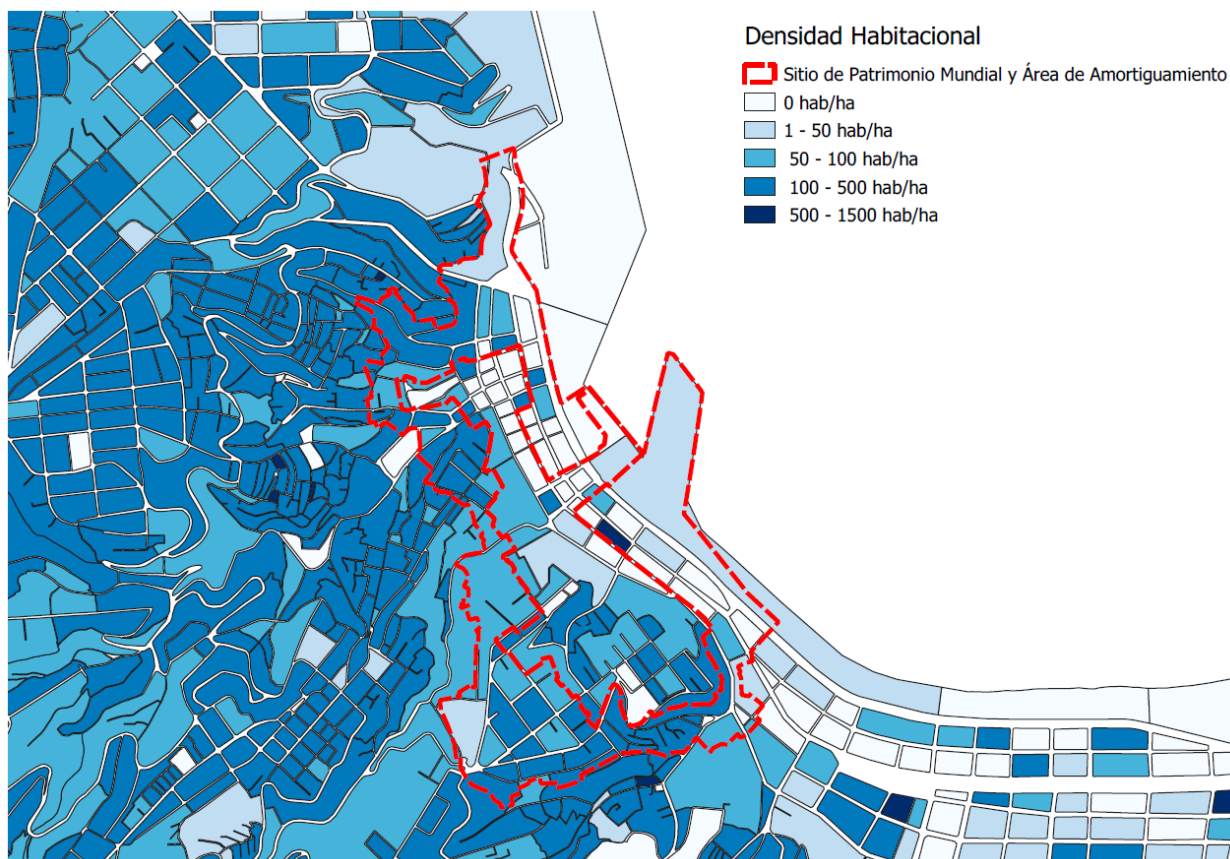 Densidad Habitacional
Sitio de Patrimonio Mundial y Área de Amortiguamiento
0 hab/ha
1 - 50 hab/ha
50 - 100 hab/ha
100 - 500 hab/ha
500 - 1500 hab/ha